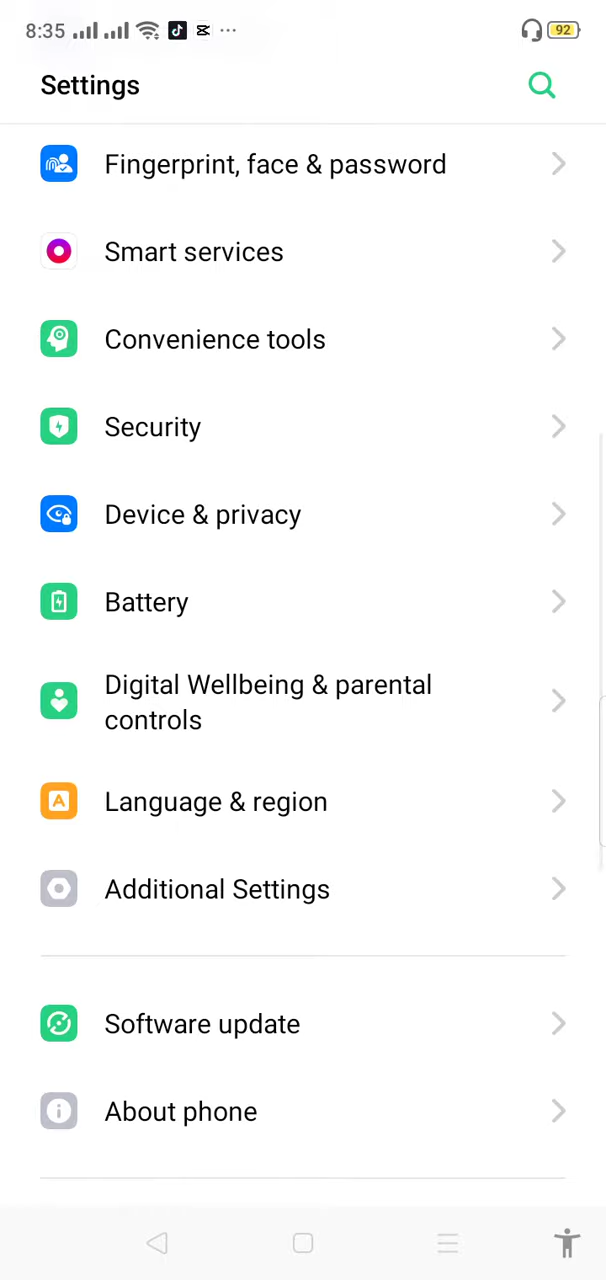 8:35
92
Settings
Fingerprint, face & password
Smart services
Convenience tools
Security
Device & privacy
Battery
Digital Wellbeing & parental
controls
A
Language & region
Additional Settings
Software update
About phone